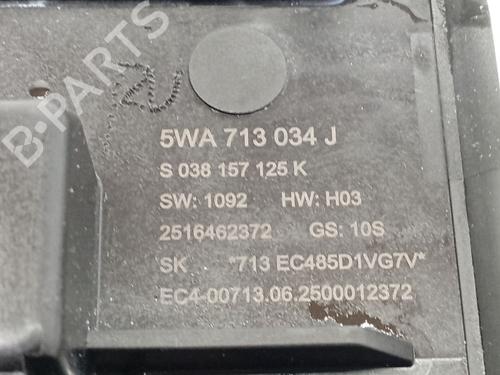 B-PARTS
5WA 713 034 J
S 038 157 125 K
SW: 1092 HW: H03
2516462372 GS: 10S
SK *713 EC485D1VG7V*
EC4-00713.06.2500012372